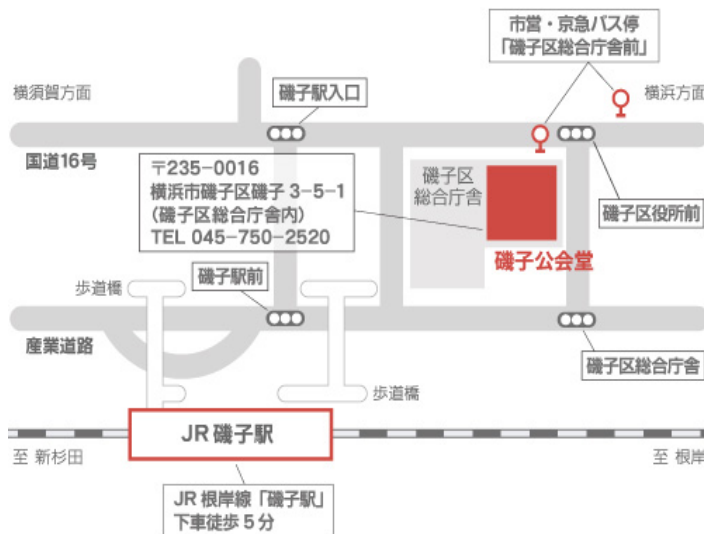 市営・京急バス停
「磯子区総合庁舎前」
横須賀方面
磯子駅入口
横浜方面
国道16号
〒235-0016
横浜市磯子区磯子 3-5-1
(磯子区総合庁舎内)
TEL 045-750-2520
磯子区
総合庁舎
磯子区役所前
磯子公会堂
磯子駅前
歩道橋
産業道路
磯子区総合庁舎
歩道橋
JR 磯子駅
至 新杉田
至 根岸
JR 根岸線「磯子駅」
下車徒歩 5 分